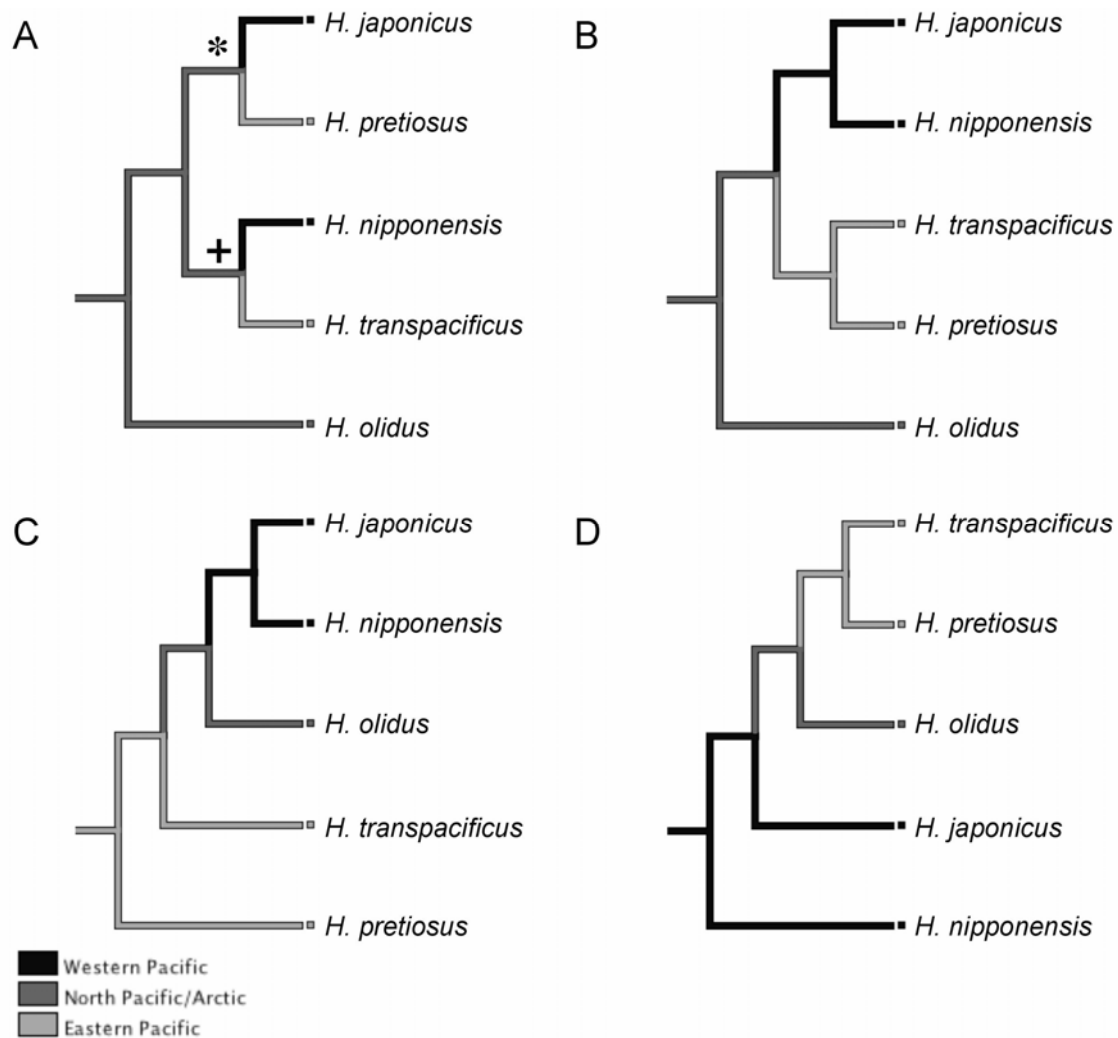 A
*
H. japonicus
H. pretiosus
+
H. nipponensis
H. transpacificus
H. olidus
B
H. japonicus
H. nipponensis
H. transpacificus
H. pretiosus
H. olidus
C
H. japonicus
H. nipponensis
H. olidus
H. transpacificus
H. pretiosus
D
H. transpacificus
H. pretiosus
H. olidus
H. japonicus
H. nipponensis
Western Pacific
North Pacific/Arctic
Eastern Pacific